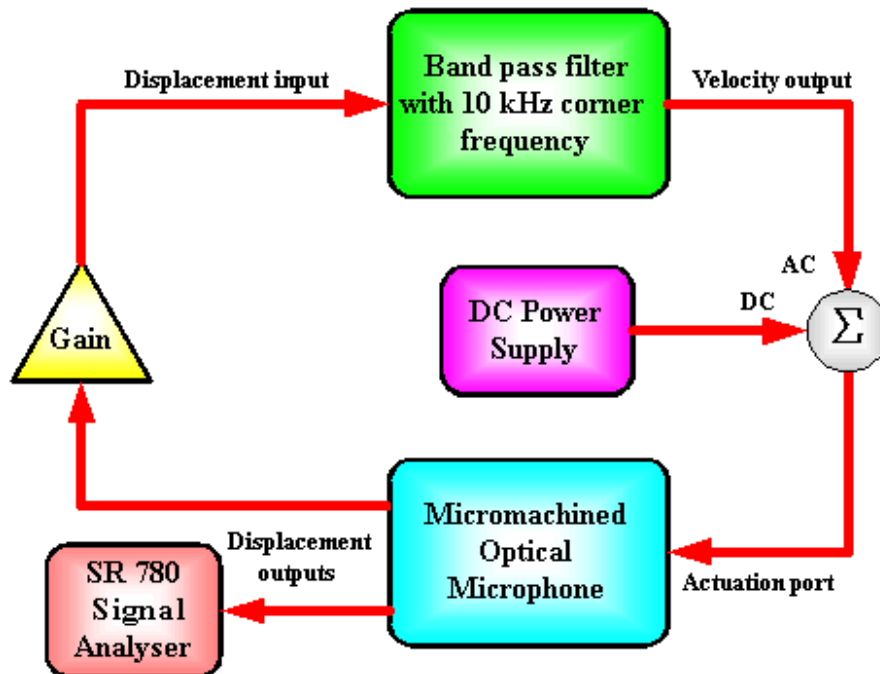 Displacement input
Band pass filter
with 10 kHz corner
frequency
Velocity output
AC
DC
Σ
DC Power
Supply
Gain
Micromachined
Optical
Microphone
Displacement
outputs
Actuation port
SR 780
Signal
Analyser